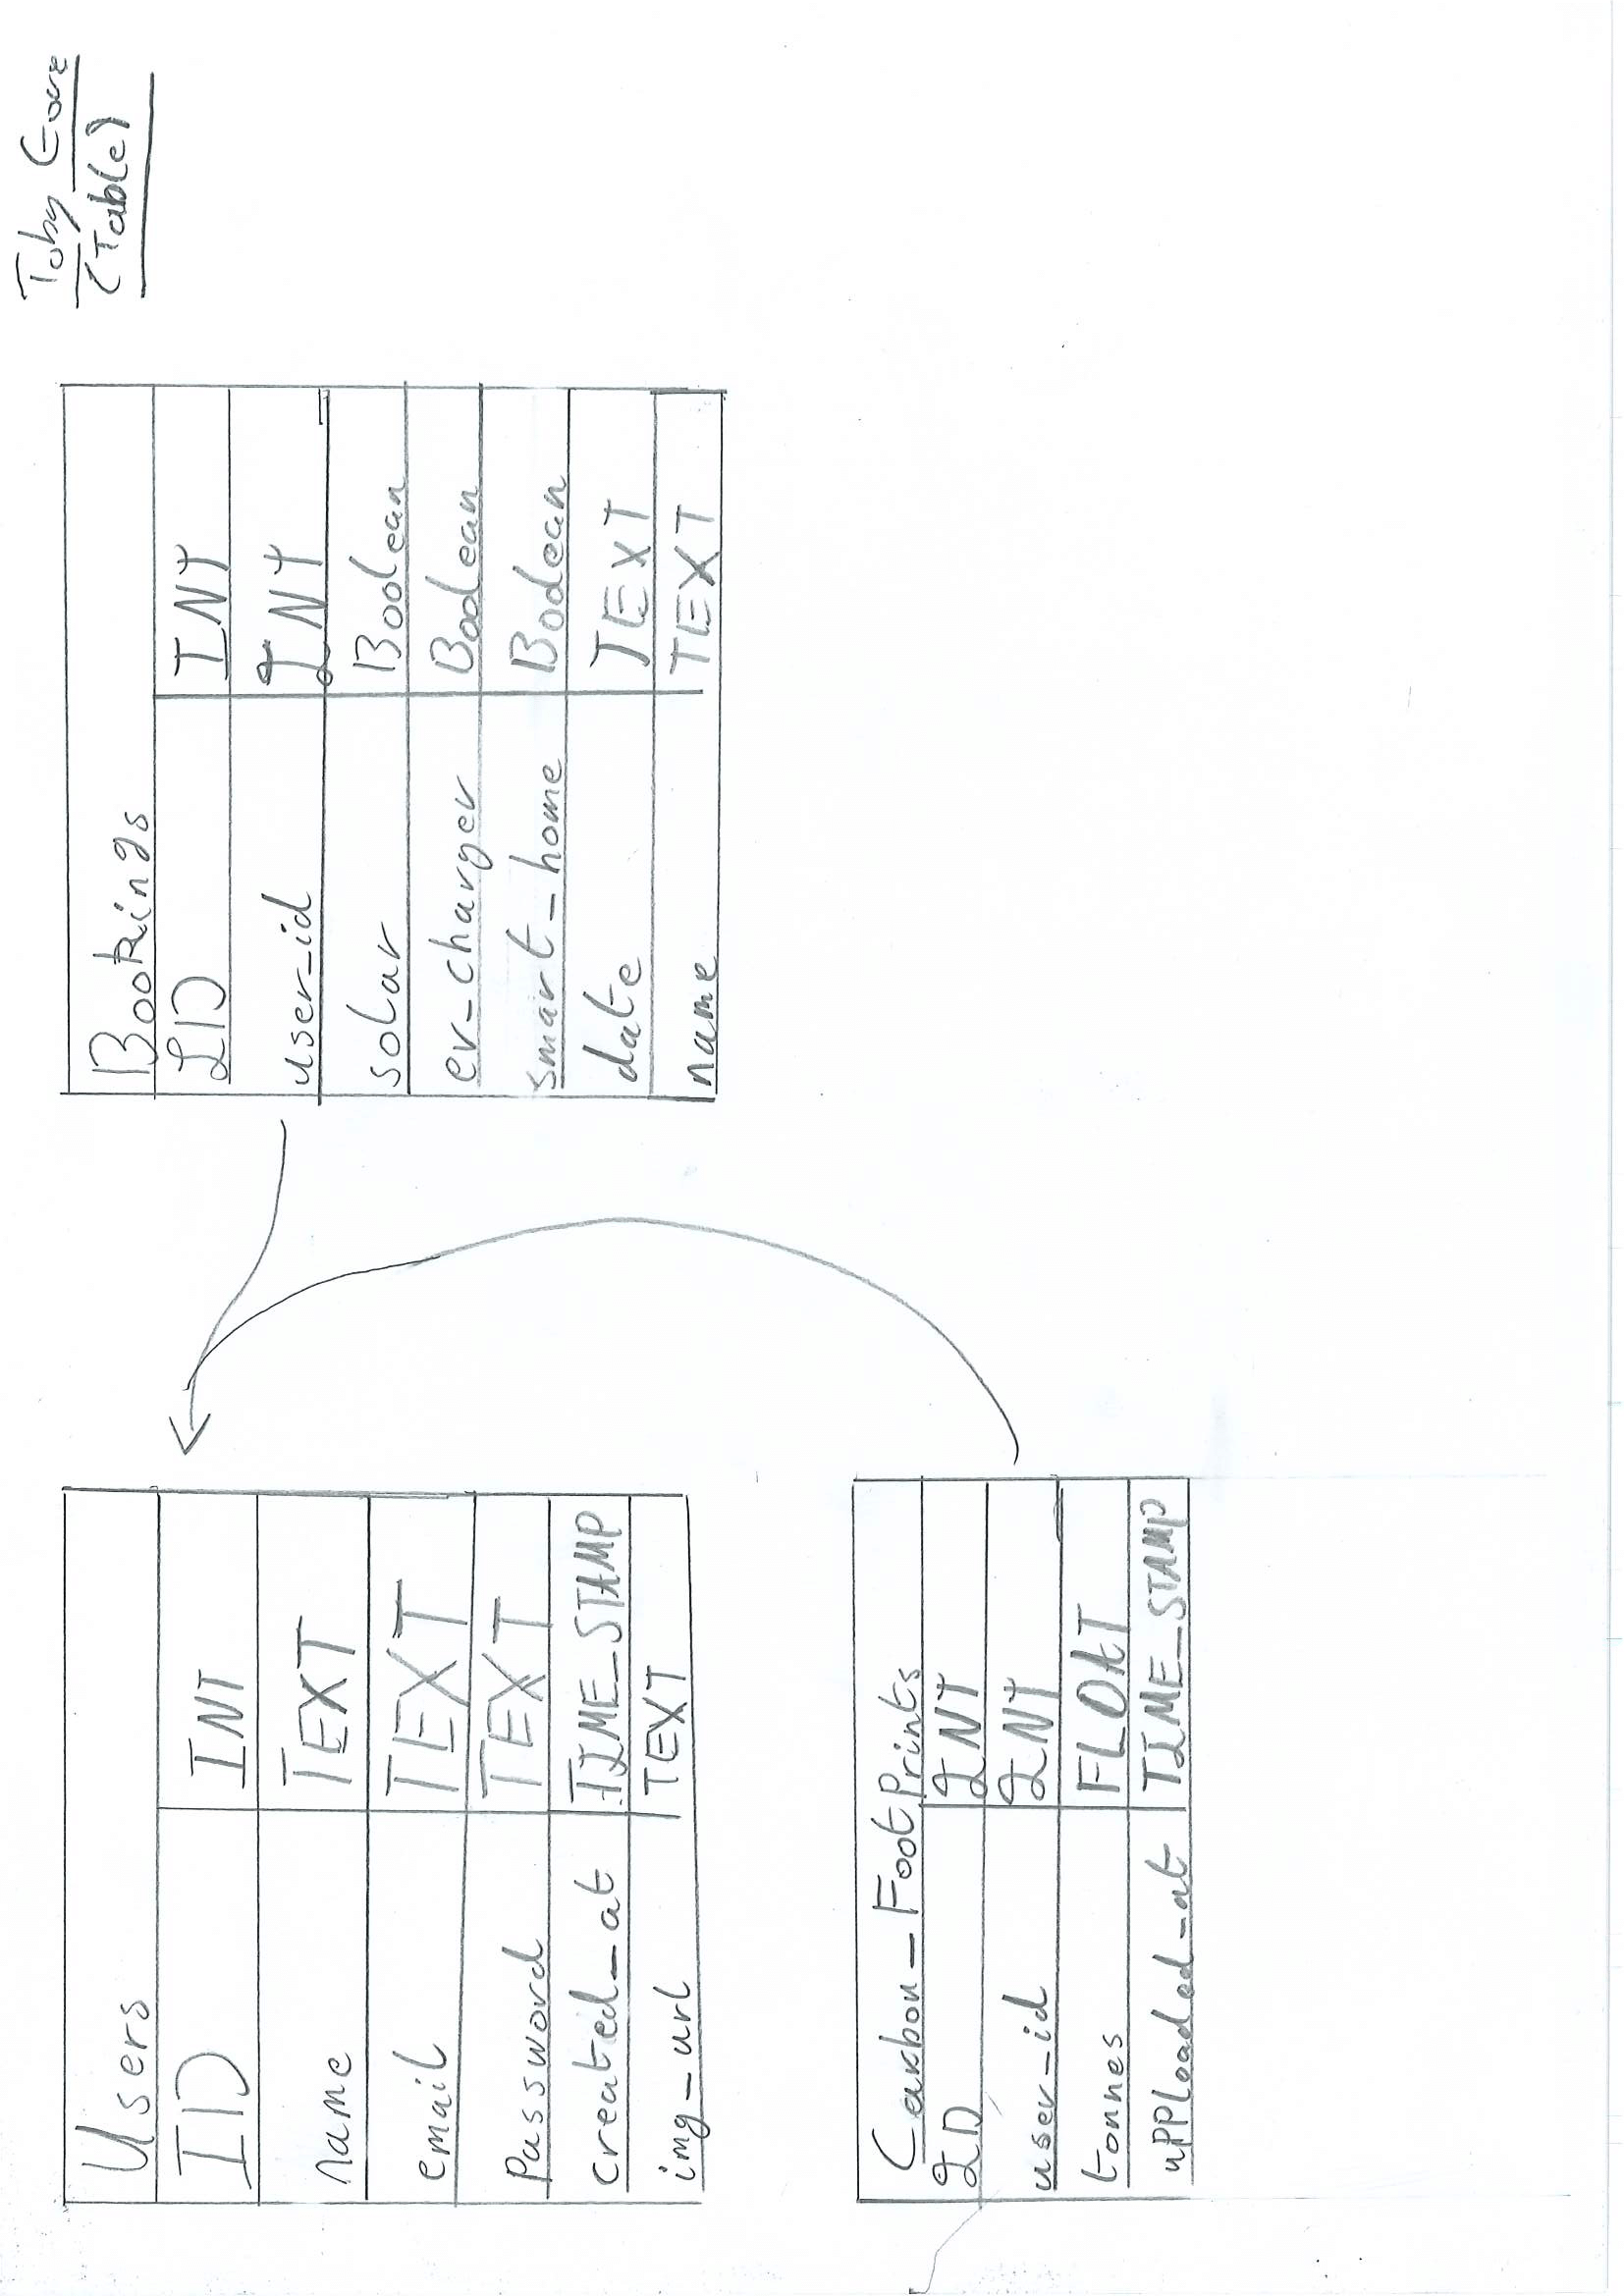 Toby Gore
(Table)
Users
ID INT
name TEXT
email TEXT
Password TEXT
created_at TIME_STAMP
img_url TEXT
Bookings
ID INT
user_id INT
solar Boolean
ev_charger Boolean
smart_home Boolean
date TEXT
name TEXT
Carbon_FootPrints
ID INT
user_id INT
tonnes FLOAT
uPPloaded_at TIME_STAMP